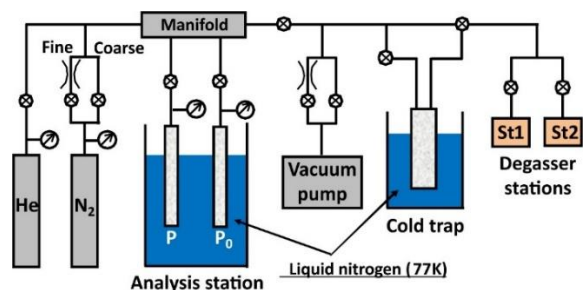 Manifold
Fine
Coarse
He
N₂
P
P₀
Analysis station
Vacuum
pump
Liquid nitrogen (77K)
Cold trap
St1
St2
Degasser
stations